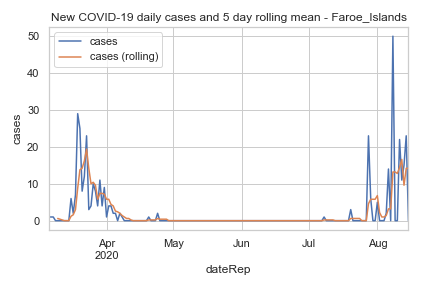 New COVID-19 daily cases and 5 day rolling mean - Faroe_Islands
cases
cases (rolling)
50
40
30
20
10
0
cases
Apr May Jun Jul Aug
2020
dateRep